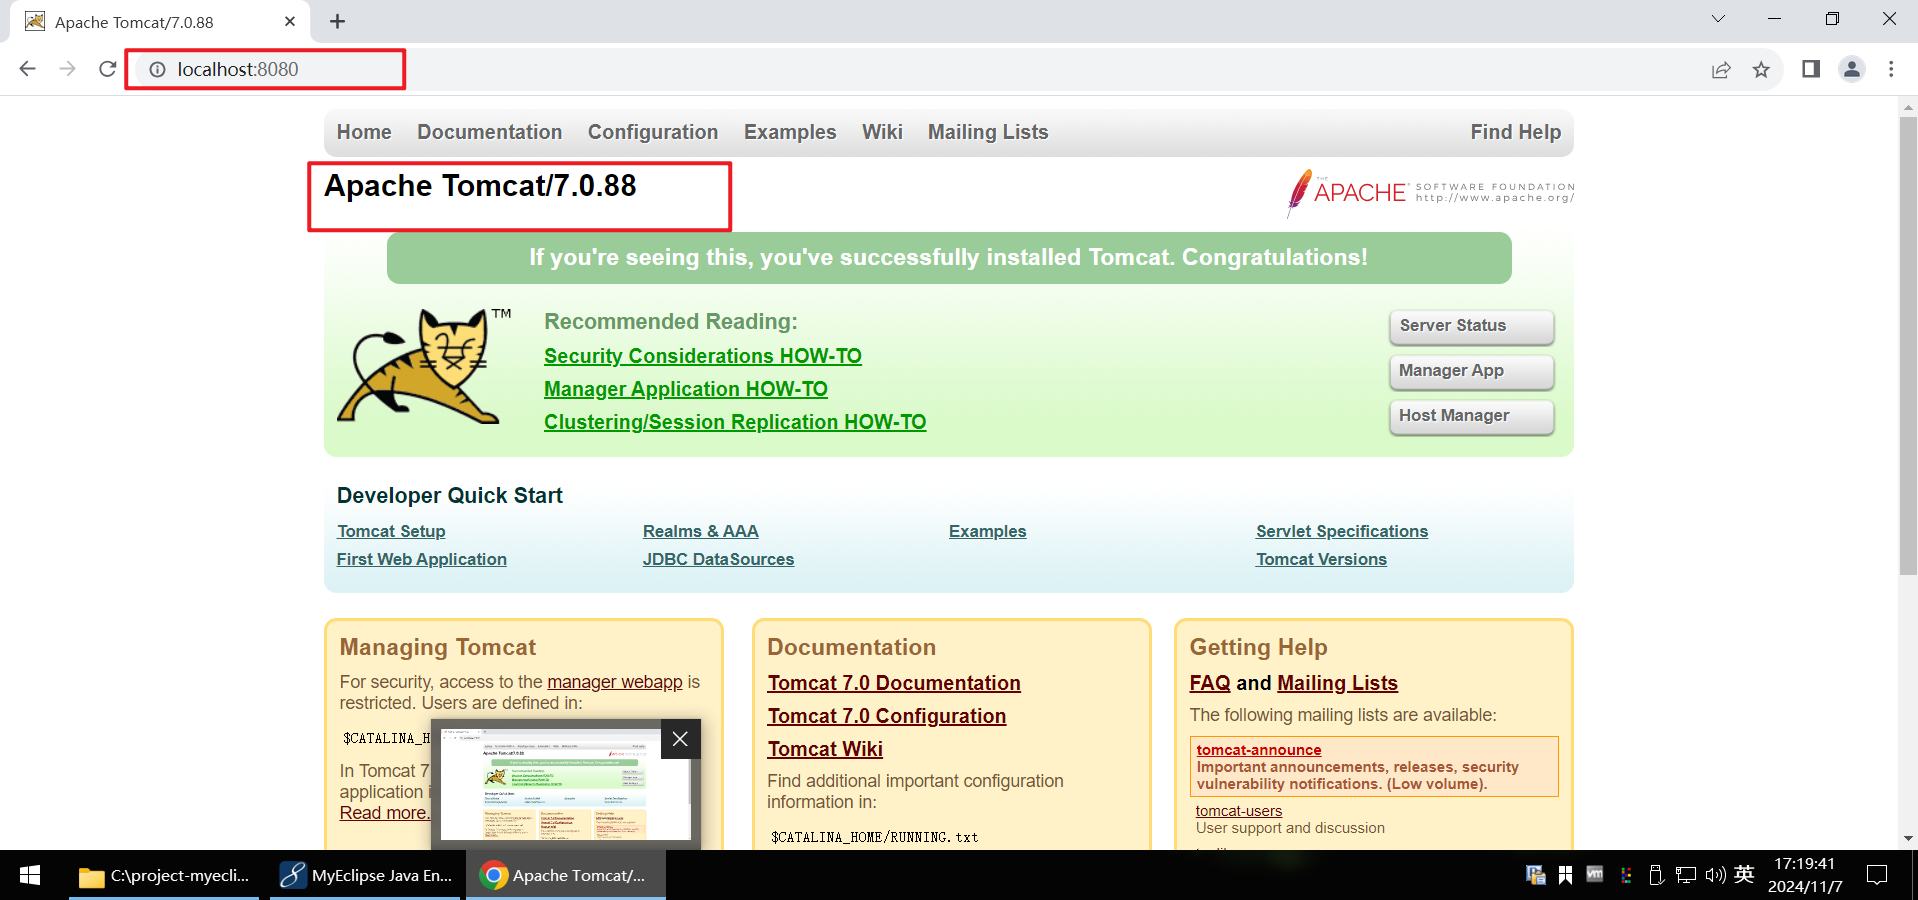 Apache Tomcat/7.0.88
localhost:8080
Home Documentation Configuration Examples Wiki Mailing Lists Find Help
Apache Tomcat/7.0.88
THE APACHE® SOFTWARE FOUNDATION
http://www.apache.org/
If you're seeing this, you've successfully installed Tomcat. Congratulations!
TM
Recommended Reading:
Security Considerations HOW-TO
Manager Application HOW-TO
Clustering/Session Replication HOW-TO
Server Status
Manager App
Host Manager
Developer Quick Start
Tomcat Setup Realms & AAA Examples Servlet Specifications
First Web Application JDBC DataSources Tomcat Versions
Managing Tomcat
For security, access to the manager webapp is
restricted. Users are defined in:
$CATALINA_H
In Tomcat 7
application i
Read more.
Documentation
Tomcat 7.0 Documentation
Tomcat 7.0 Configuration
Tomcat Wiki
Find additional important configuration
information in:
$CATALINA_HOME/RUNNING.txt
Getting Help
FAQ and Mailing Lists
The following mailing lists are available:
tomcat-announce
Important announcements, releases, security
vulnerability notifications. (Low volume).
tomcat-users
User support and discussion
C:\project-myecli...
MyEclipse Java En...
Apache Tomcat/...
vm
英
17:19:41
2024/11/7